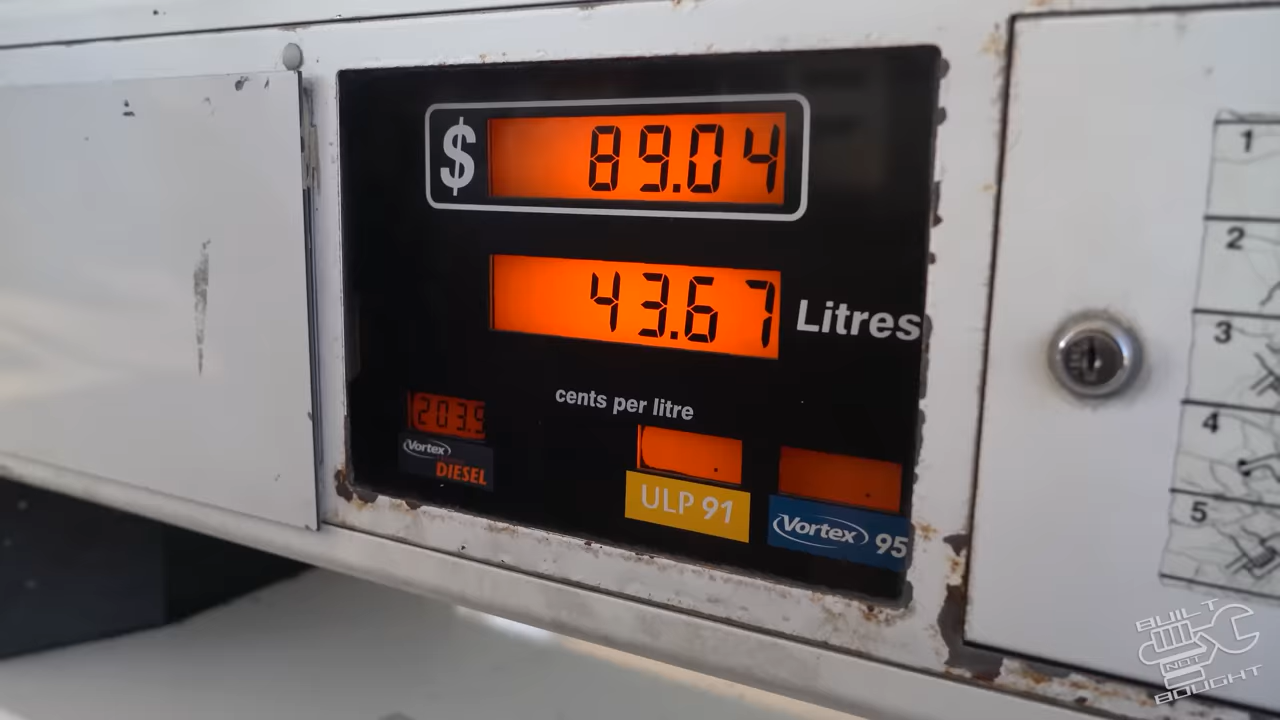 $ 89.04
43.67 Litres
cents per litre
203.9
Vortex
DIESEL
ULP 91
Vortex 95
1
2
3
4
5
BUILT
NOT
BOUGHT